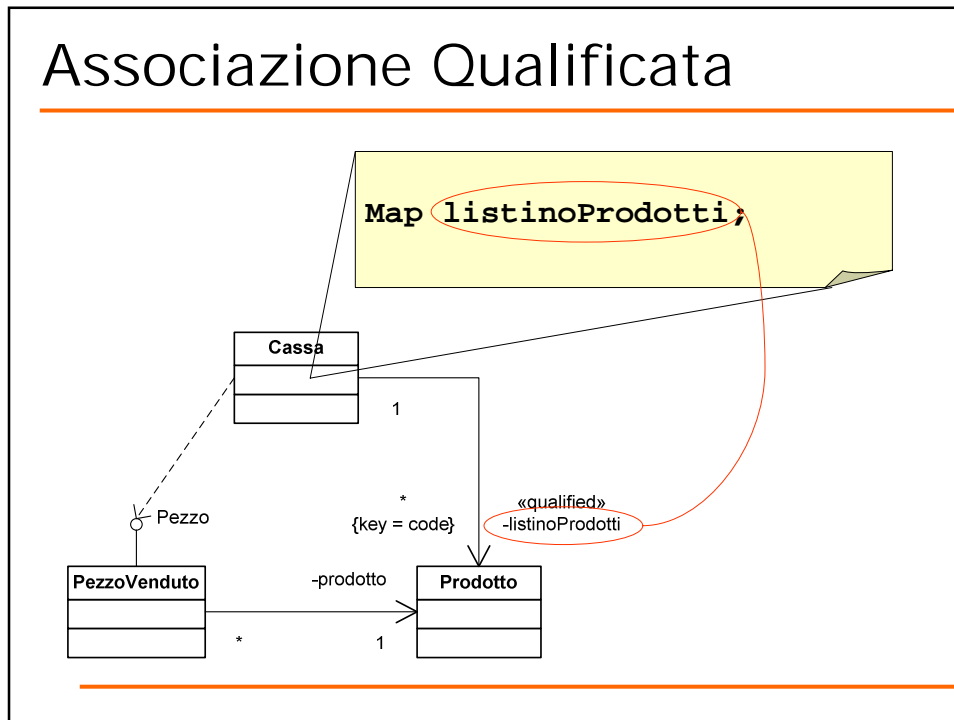 Associazione Qualificata
Map listinoProdotti;
Cassa
1
*
{key = code}
«qualified»
-listinoProdotti
Pezzo
PezzoVenduto
-prodotto
Prodotto
*
1